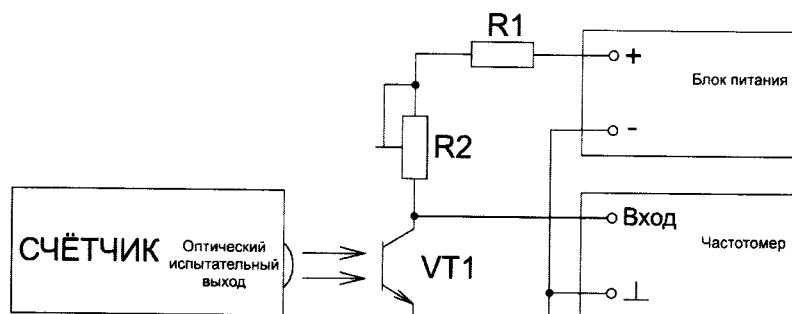 R1
+
Блок питания
-
R2
СЧЁТЧИК
Оптический
испытательный
выход
VT1
Вход
Частотомер
⊥